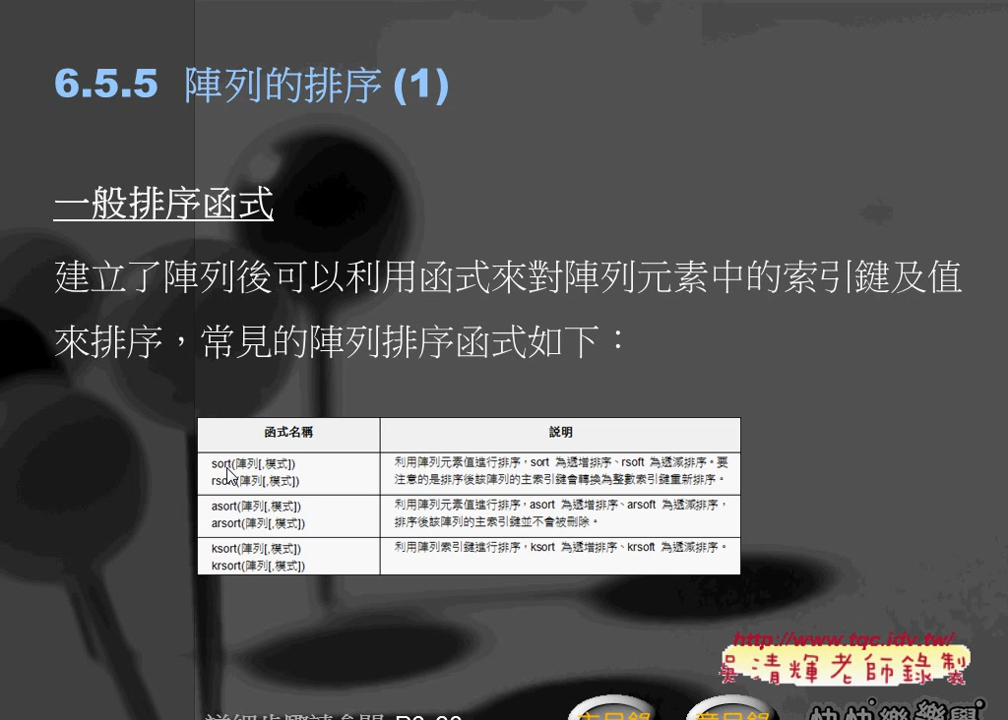 6.5.5 陣列的排序 (1)
一般排序函式
建立了陣列後可以利用函式來對陣列元素中的索引鍵及值
來排序，常見的陣列排序函式如下：
函式名稱
說明
sort(陣列[,模式])
rsort(陣列[,模式])
利用陣列元素值進行排序，sort 為遞增排序、rsoft 為遞減排序。要
注意的是排序後該陣列的主索引鍵會轉換為整數索引鍵重新排序。
asort(陣列[,模式])
arsort(陣列[,模式])
利用陣列元素值進行排序，asort 為遞增排序、arsoft 為遞減排序，
排序後該陣列的主索引鍵並不會被刪除。
ksort(陣列[,模式])
krsort(陣列[,模式])
利用陣列索引鍵進行排序，ksort 為遞增排序、krsoft 為遞減排序。
http://www.tqc.idv.tw/
吳清輝老師錄製